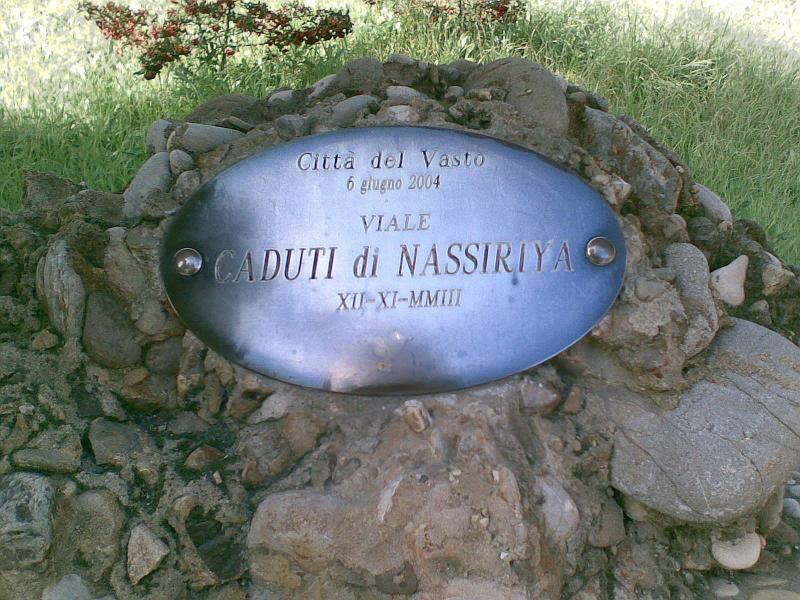 Città del Vasto
6 giugno 2004
VIALE
CADUTI di NASSIRIYA
XII-XI-MMIII